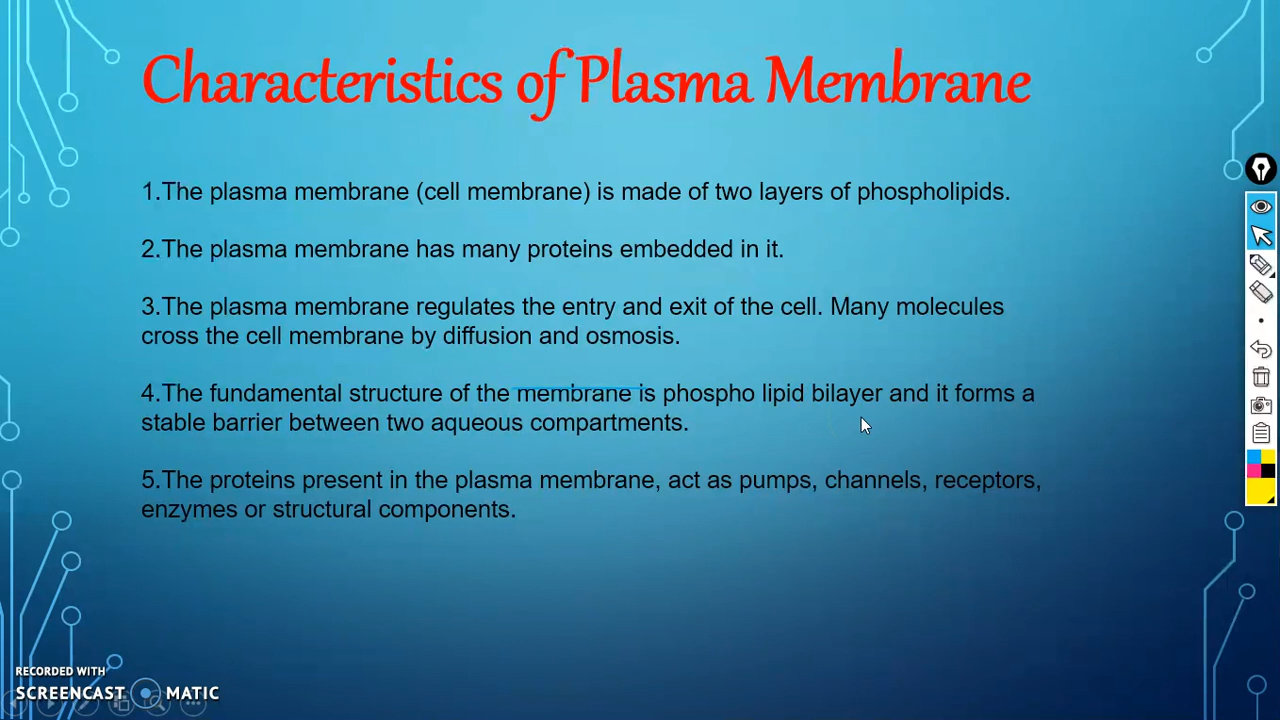 Characteristics of Plasma Membrane
1.The plasma membrane (cell membrane) is made of two layers of phospholipids.
2.The plasma membrane has many proteins embedded in it.
3.The plasma membrane regulates the entry and exit of the cell. Many molecules
cross the cell membrane by diffusion and osmosis.
4.The fundamental structure of the membrane is phospho lipid bilayer and it forms a
stable barrier between two aqueous compartments.
5.The proteins present in the plasma membrane, act as pumps, channels, receptors,
enzymes or structural components.
RECORDED WITH
SCREENCAST MATIC